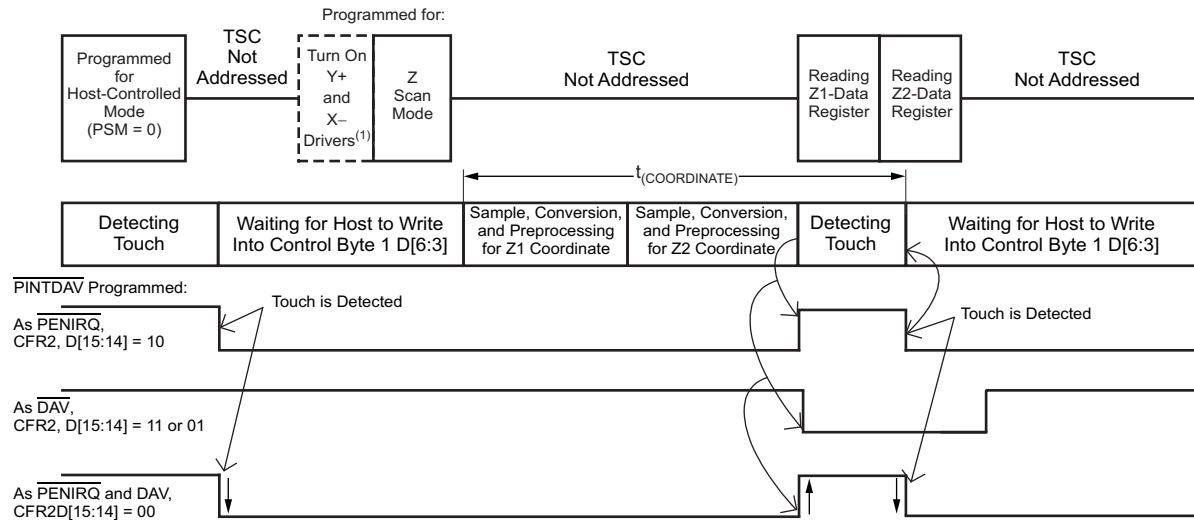 Programmed for:
Programmed
for
Host-Controlled
Mode
(PSM = 0)
TSC
Not
Addressed
Turn On
Y+
and
X–
Drivers(1)
Z
Scan
Mode
TSC
Not Addressed
Reading
Z1-Data
Register
Reading
Z2-Data
Register
TSC
Not Addressed
t(COORDINATE)
Detecting
Touch
Waiting for Host to Write
Into Control Byte 1 D[6:3]
Sample, Conversion,
and Preprocessing
for Z1 Coordinate
Sample, Conversion,
and Preprocessing
for Z2 Coordinate
Detecting
Touch
Waiting for Host to Write
Into Control Byte 1 D[6:3]
PINTDAV Programmed:
Touch is Detected
Touch is Detected
As PENIRQ,
CFR2, D[15:14] = 10
As DAV,
CFR2, D[15:14] = 11 or 01
As PENIRQ and DAV,
CFR2D[15:14] = 00